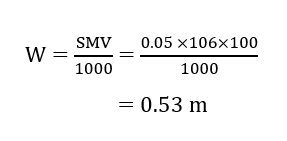 W = SMV/1000 = 0.05 ×106×100/1000
= 0.53 m